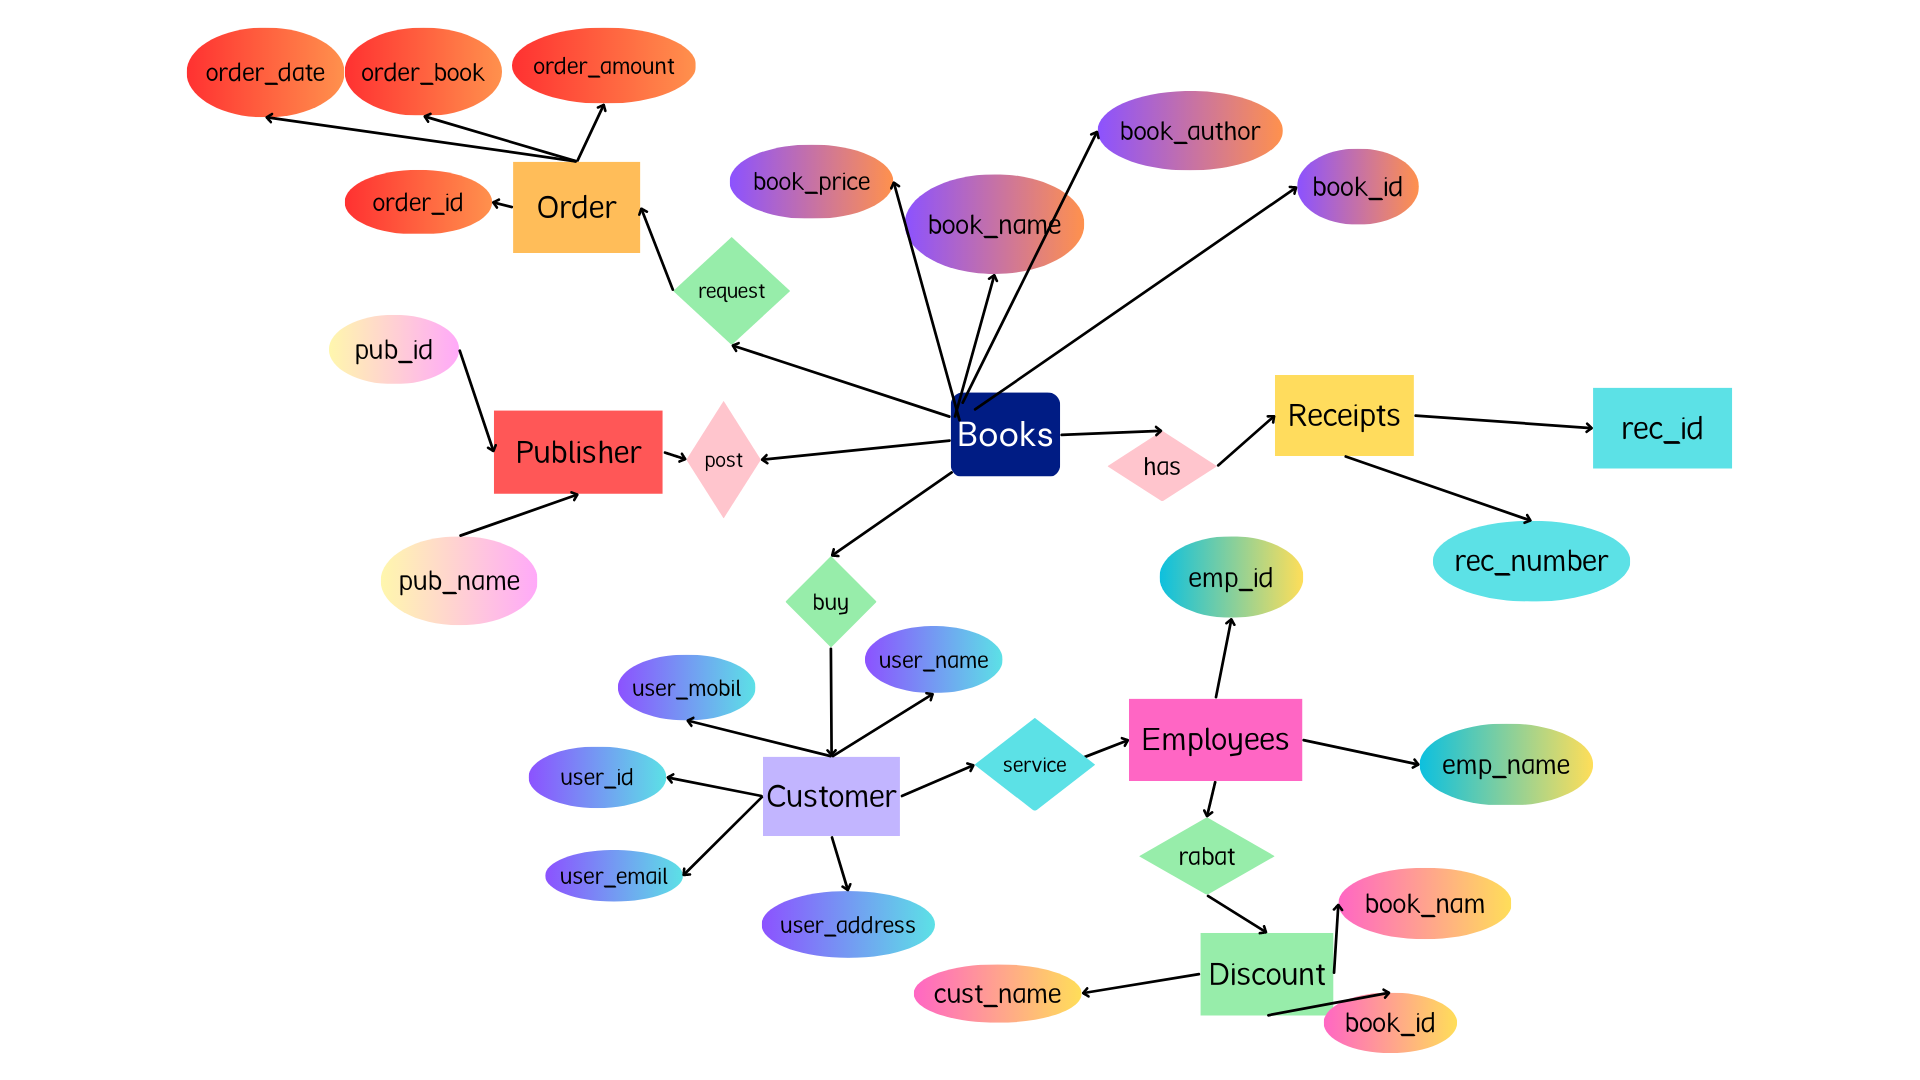 order_date
order_book
order_amount
book_author
book_price
book_id
order_id
Order
book_name
request
pub_id
Receipts
rec_id
Books
Publisher
post
has
rec_number
emp_id
pub_name
buy
user_name
user_mobil
Employees
service
emp_name
user_id
Customer
rabat
user_email
book_nam
user_address
Discount
cust_name
book_id